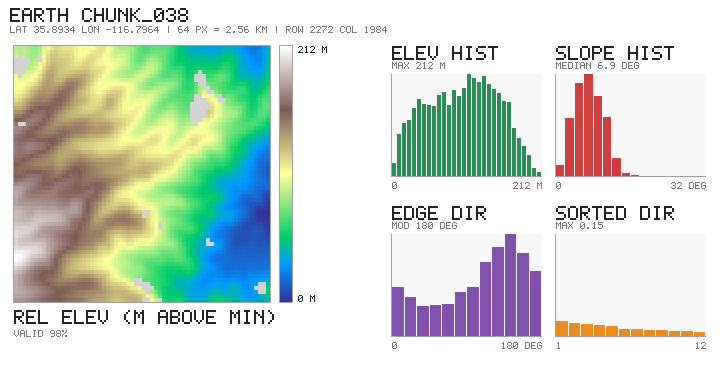 EARTH CHUNK_038
LAT 35.8934 LON -116.7964 | 64 PX = 2.56 KM | ROW 2272 COL 1984
212 M
0 M
REL ELEV (M ABOVE MIN)
VALID 98%
ELEV HIST
MAX 212 M
0 212 M
SLOPE HIST
MEDIAN 6.9 DEG
0 32 DEG
EDGE DIR
MOD 180 DEG
0 180 DEG
SORTED DIR
MAX 0.15
1 12